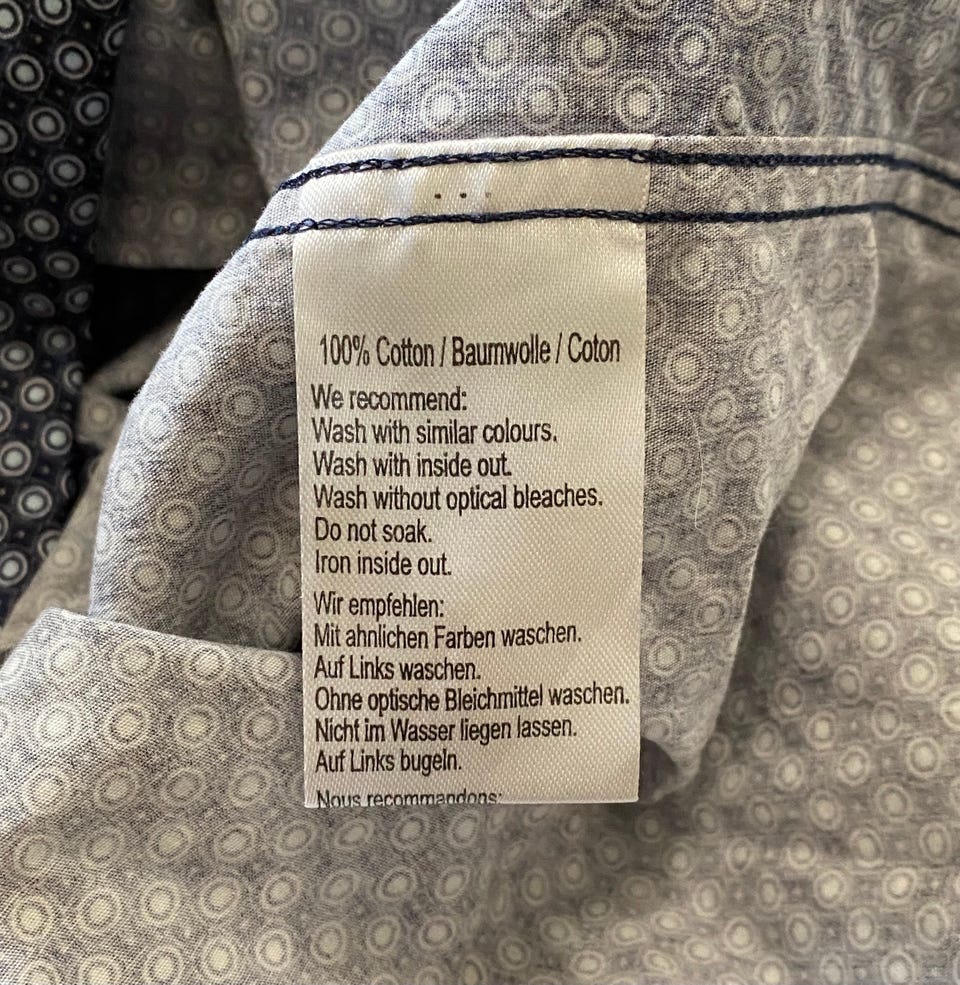 100% Cotton / Baumwolle / Coton
We recommend:
Wash with similar colours.
Wash with inside out.
Wash without optical bleaches.
Do not soak.
Iron inside out.
Wir empfehlen:
Mit ahnlichen Farben waschen.
Auf Links waschen.
Ohne optische Bleichmittel waschen.
Nicht im Wasser liegen lassen.
Auf Links bugeln.
Nous recommandons: